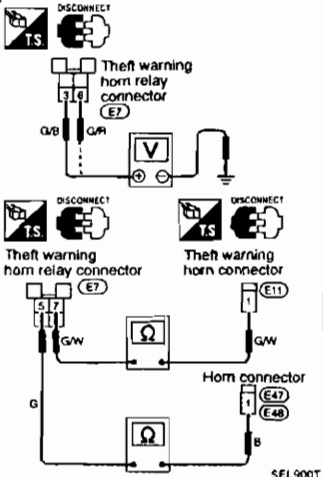 DISCONNECT
T.S.
Theft warning
horn relay
connector
E7
3 6
G/B G/R
V
+ −
DISCONNECT
T.S.
Theft warning
horn relay connector
E7
5 7
G/W
Ω
G
DISCONNECT
T.S.
Theft warning
horn connector
E11
1
G/W
Horn connector
1
E47
E48
Ω
B
SEL900T